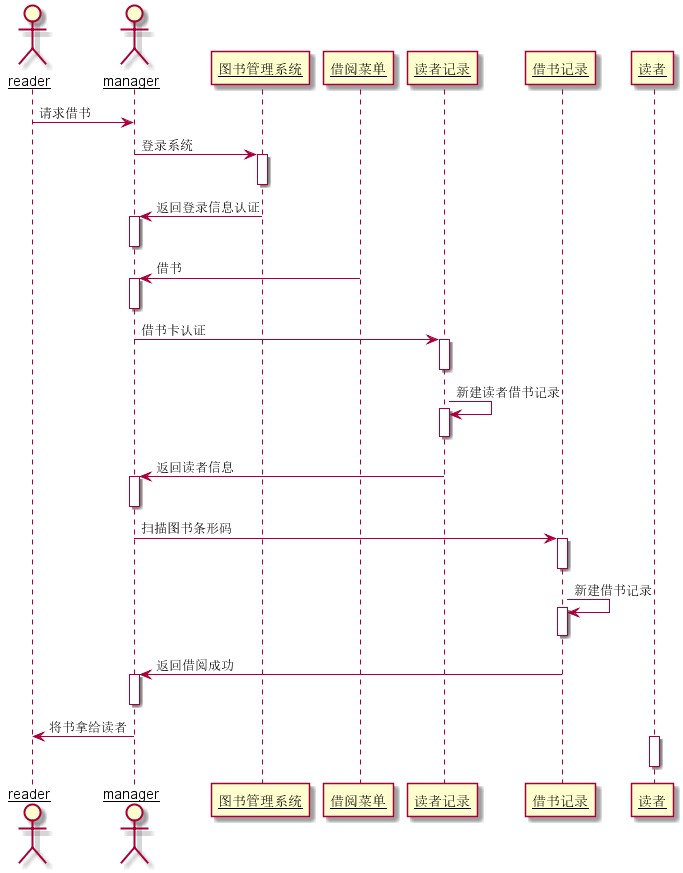 reader
manager
图书管理系统
借阅菜单
读者记录
借书记录
读者
请求借书
登录系统
返回登录信息认证
借书
借书卡认证
新建读者借书记录
返回读者信息
扫描图书条形码
新建借书记录
返回借阅成功
将书拿给读者
reader
manager
图书管理系统
借阅菜单
读者记录
借书记录
读者